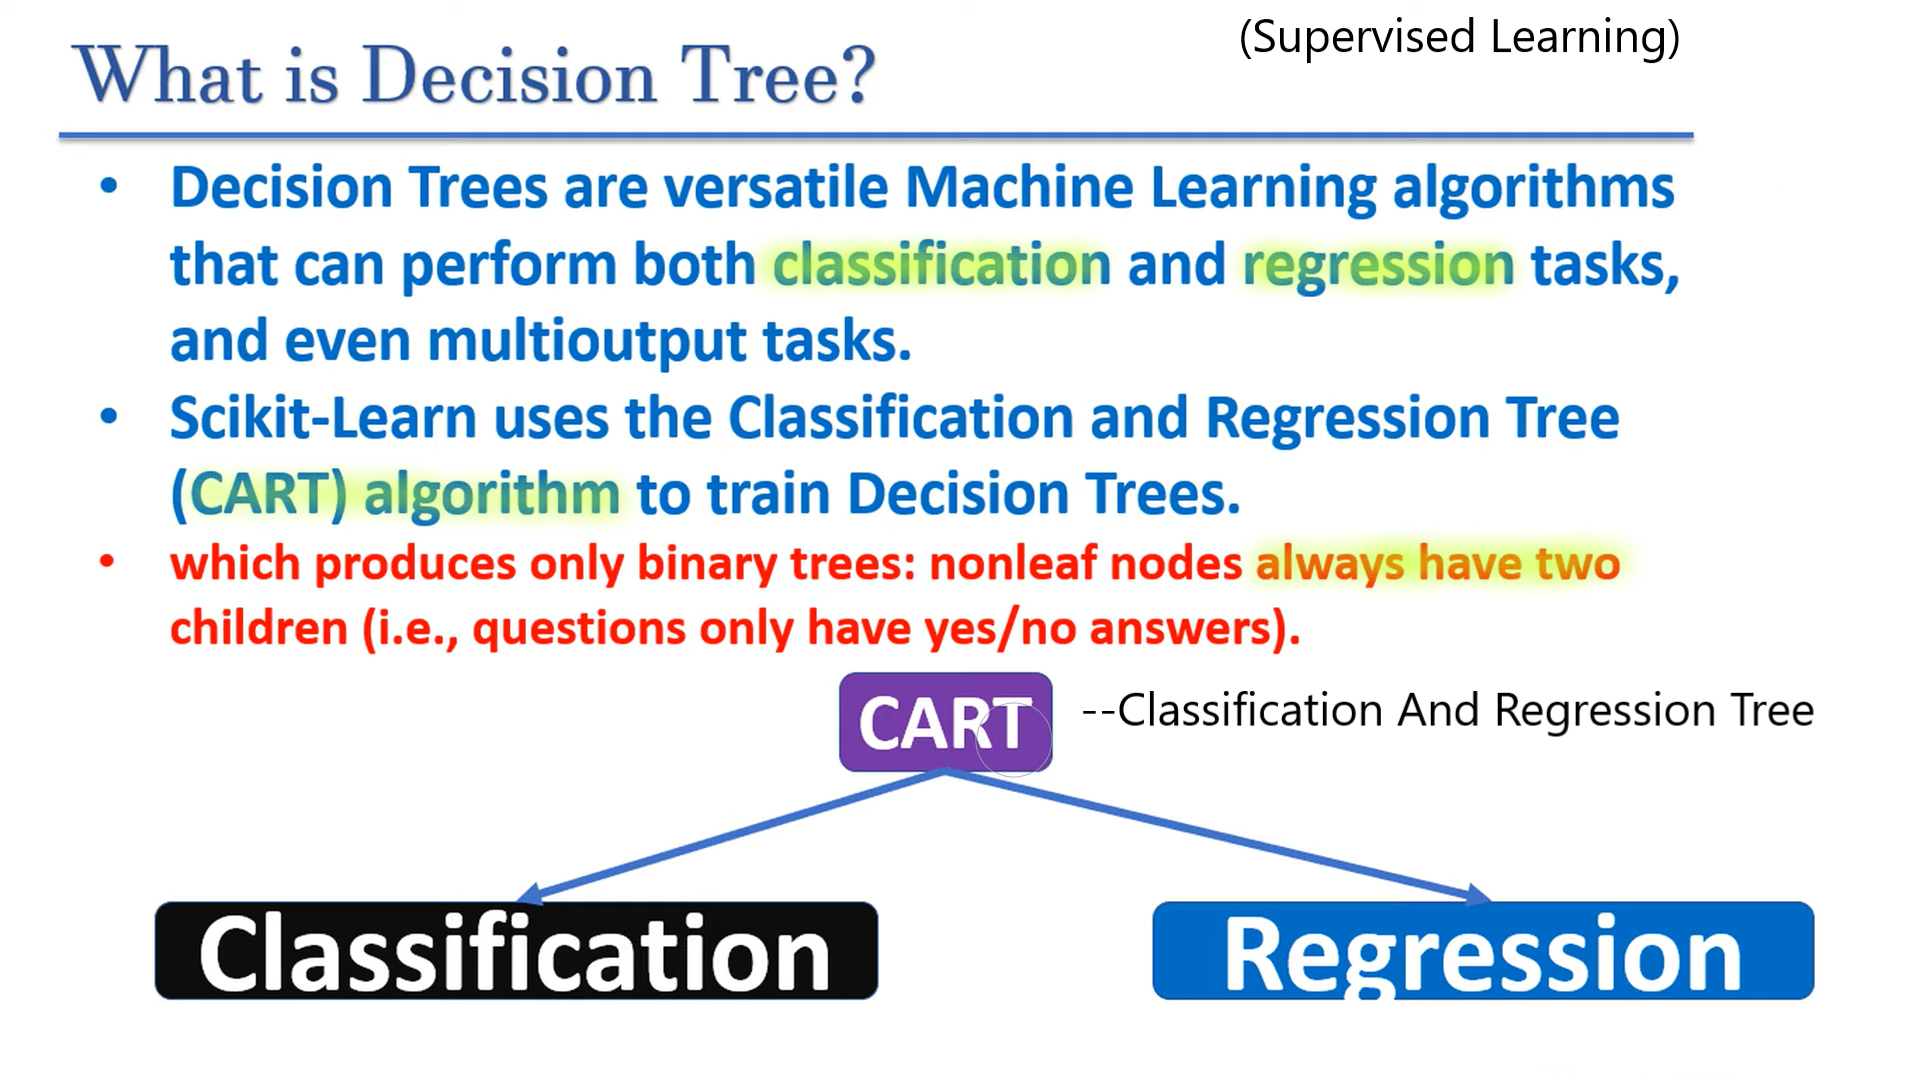 (Supervised Learning)
What is Decision Tree?
• Decision Trees are versatile Machine Learning algorithms
that can perform both classification and regression tasks,
and even multioutput tasks.
• Scikit-Learn uses the Classification and Regression Tree
(CART) algorithm to train Decision Trees.
• which produces only binary trees: nonleaf nodes always have two
children (i.e., questions only have yes/no answers).
CART --Classification And Regression Tree
Classification
Regression